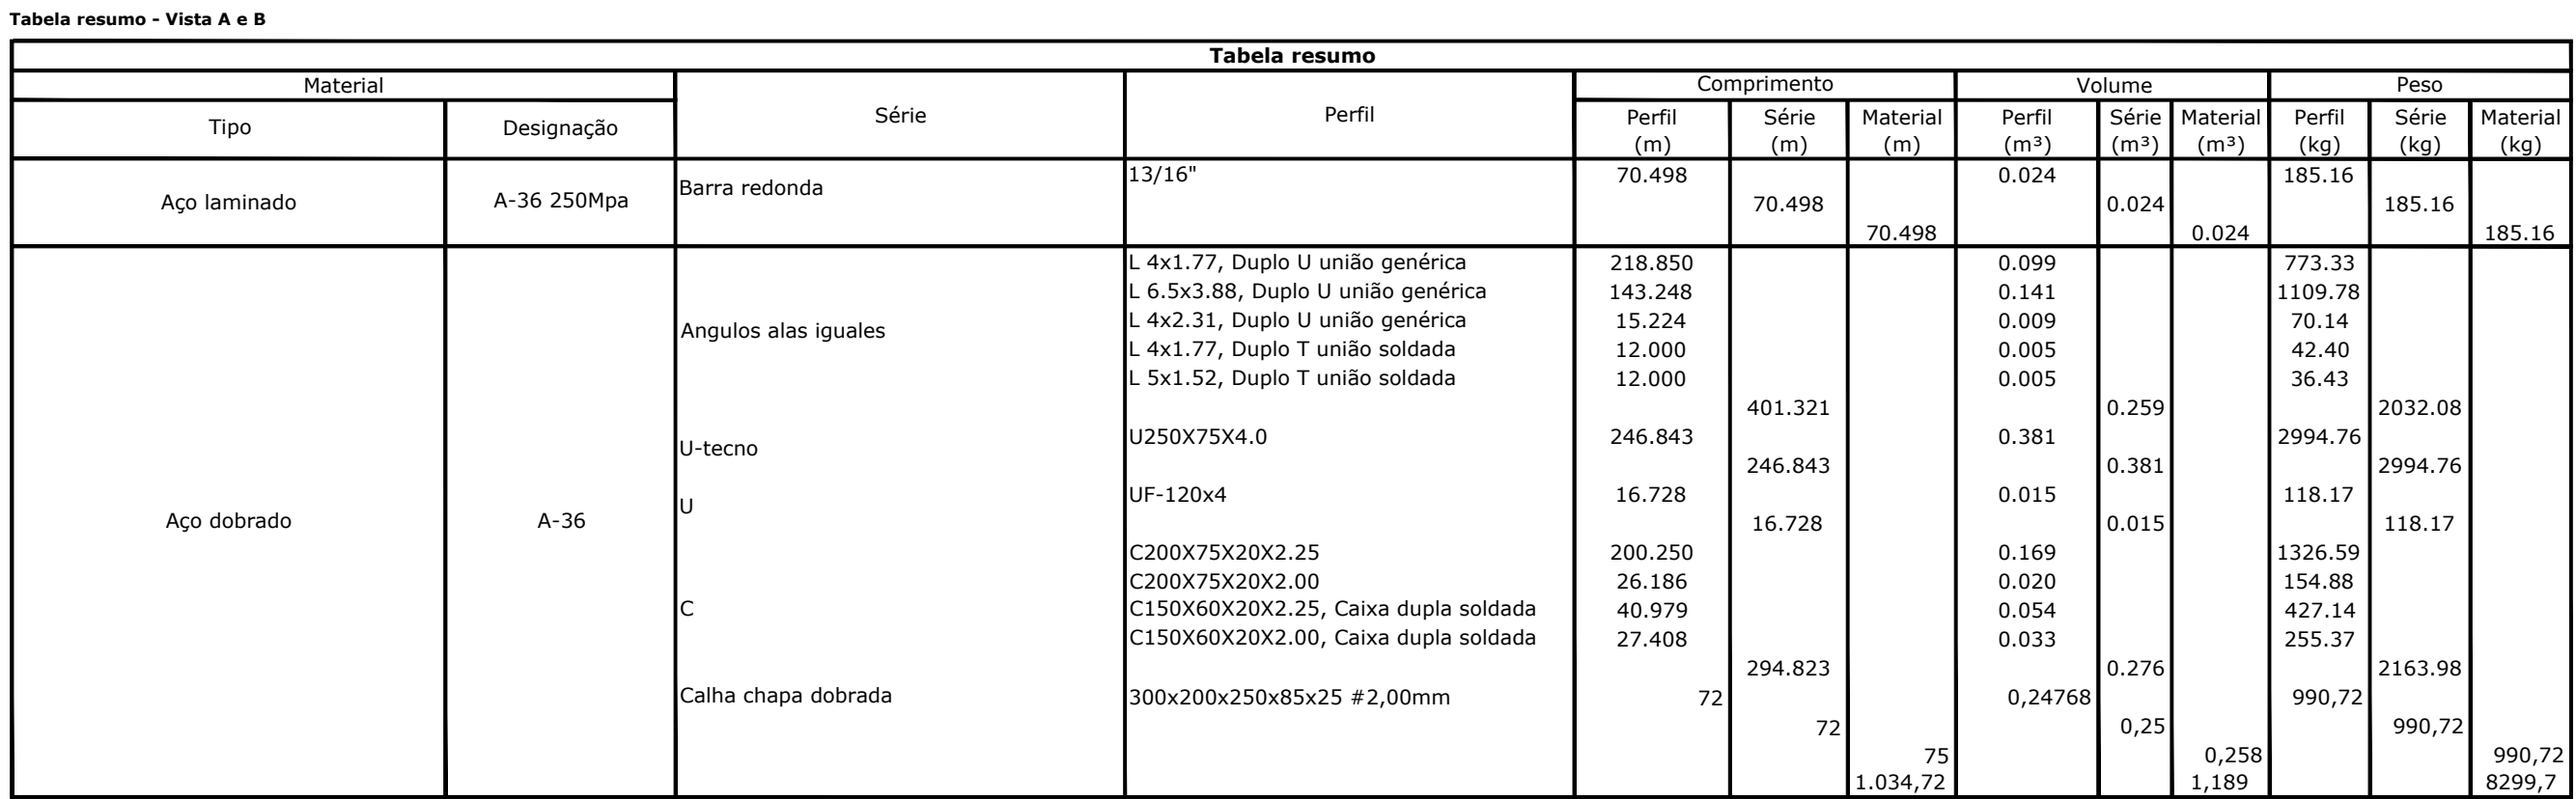 Tabela resumo - Vista A e B
Tabela resumo
Material Série Perfil Comprimento Volume Peso
Tipo Designação Perfil (m) Série (m) Material (m) Perfil (m³) Série (m³) Material (m³) Perfil (kg) Série (kg) Material (kg)
Aço laminado A-36 250Mpa Barra redonda 13/16" 70.498 0.024 185.16
70.498 0.024 185.16
70.498 0.024 185.16
Aço dobrado A-36 Angulos alas iguales L 4x1.77, Duplo U união genérica 218.850 0.099 773.33
L 6.5x3.88, Duplo U união genérica 143.248 0.141 1109.78
L 4x2.31, Duplo U união genérica 15.224 0.009 70.14
L 4x1.77, Duplo T união soldada 12.000 0.005 42.40
L 5x1.52, Duplo T união soldada 12.000 0.005 36.43
401.321 0.259 2032.08
U-tecno U250X75X4.0 246.843 0.381 2994.76
246.843 0.381 2994.76
U UF-120x4 16.728 0.015 118.17
16.728 0.015 118.17
C C200X75X20X2.25 200.250 0.169 1326.59
C200X75X20X2.00 26.186 0.020 154.88
C150X60X20X2.25, Caixa dupla soldada 40.979 0.054 427.14
C150X60X20X2.00, Caixa dupla soldada 27.408 0.033 255.37
294.823 0.276 2163.98
Calha chapa dobrada 300x200x250x85x25 #2,00mm 72 0,24768 990,72
72 0,25 990,72
75 0,258 990,72
1.034,72 1,189 8299,7